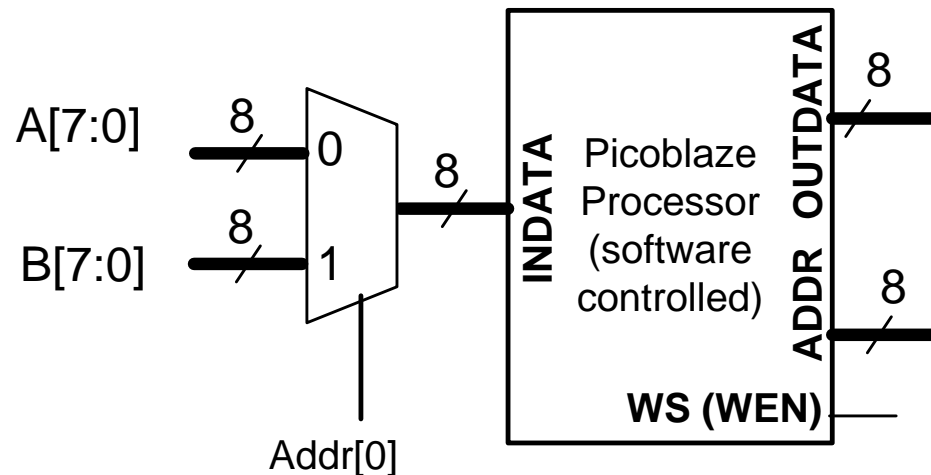 A[7:0]
8
0
B[7:0]
8
1
Addr[0]
8
INDATA
Picoblaze
Processor
(software
controlled)
OUTDATA
8
ADDR
8
WS (WEN)